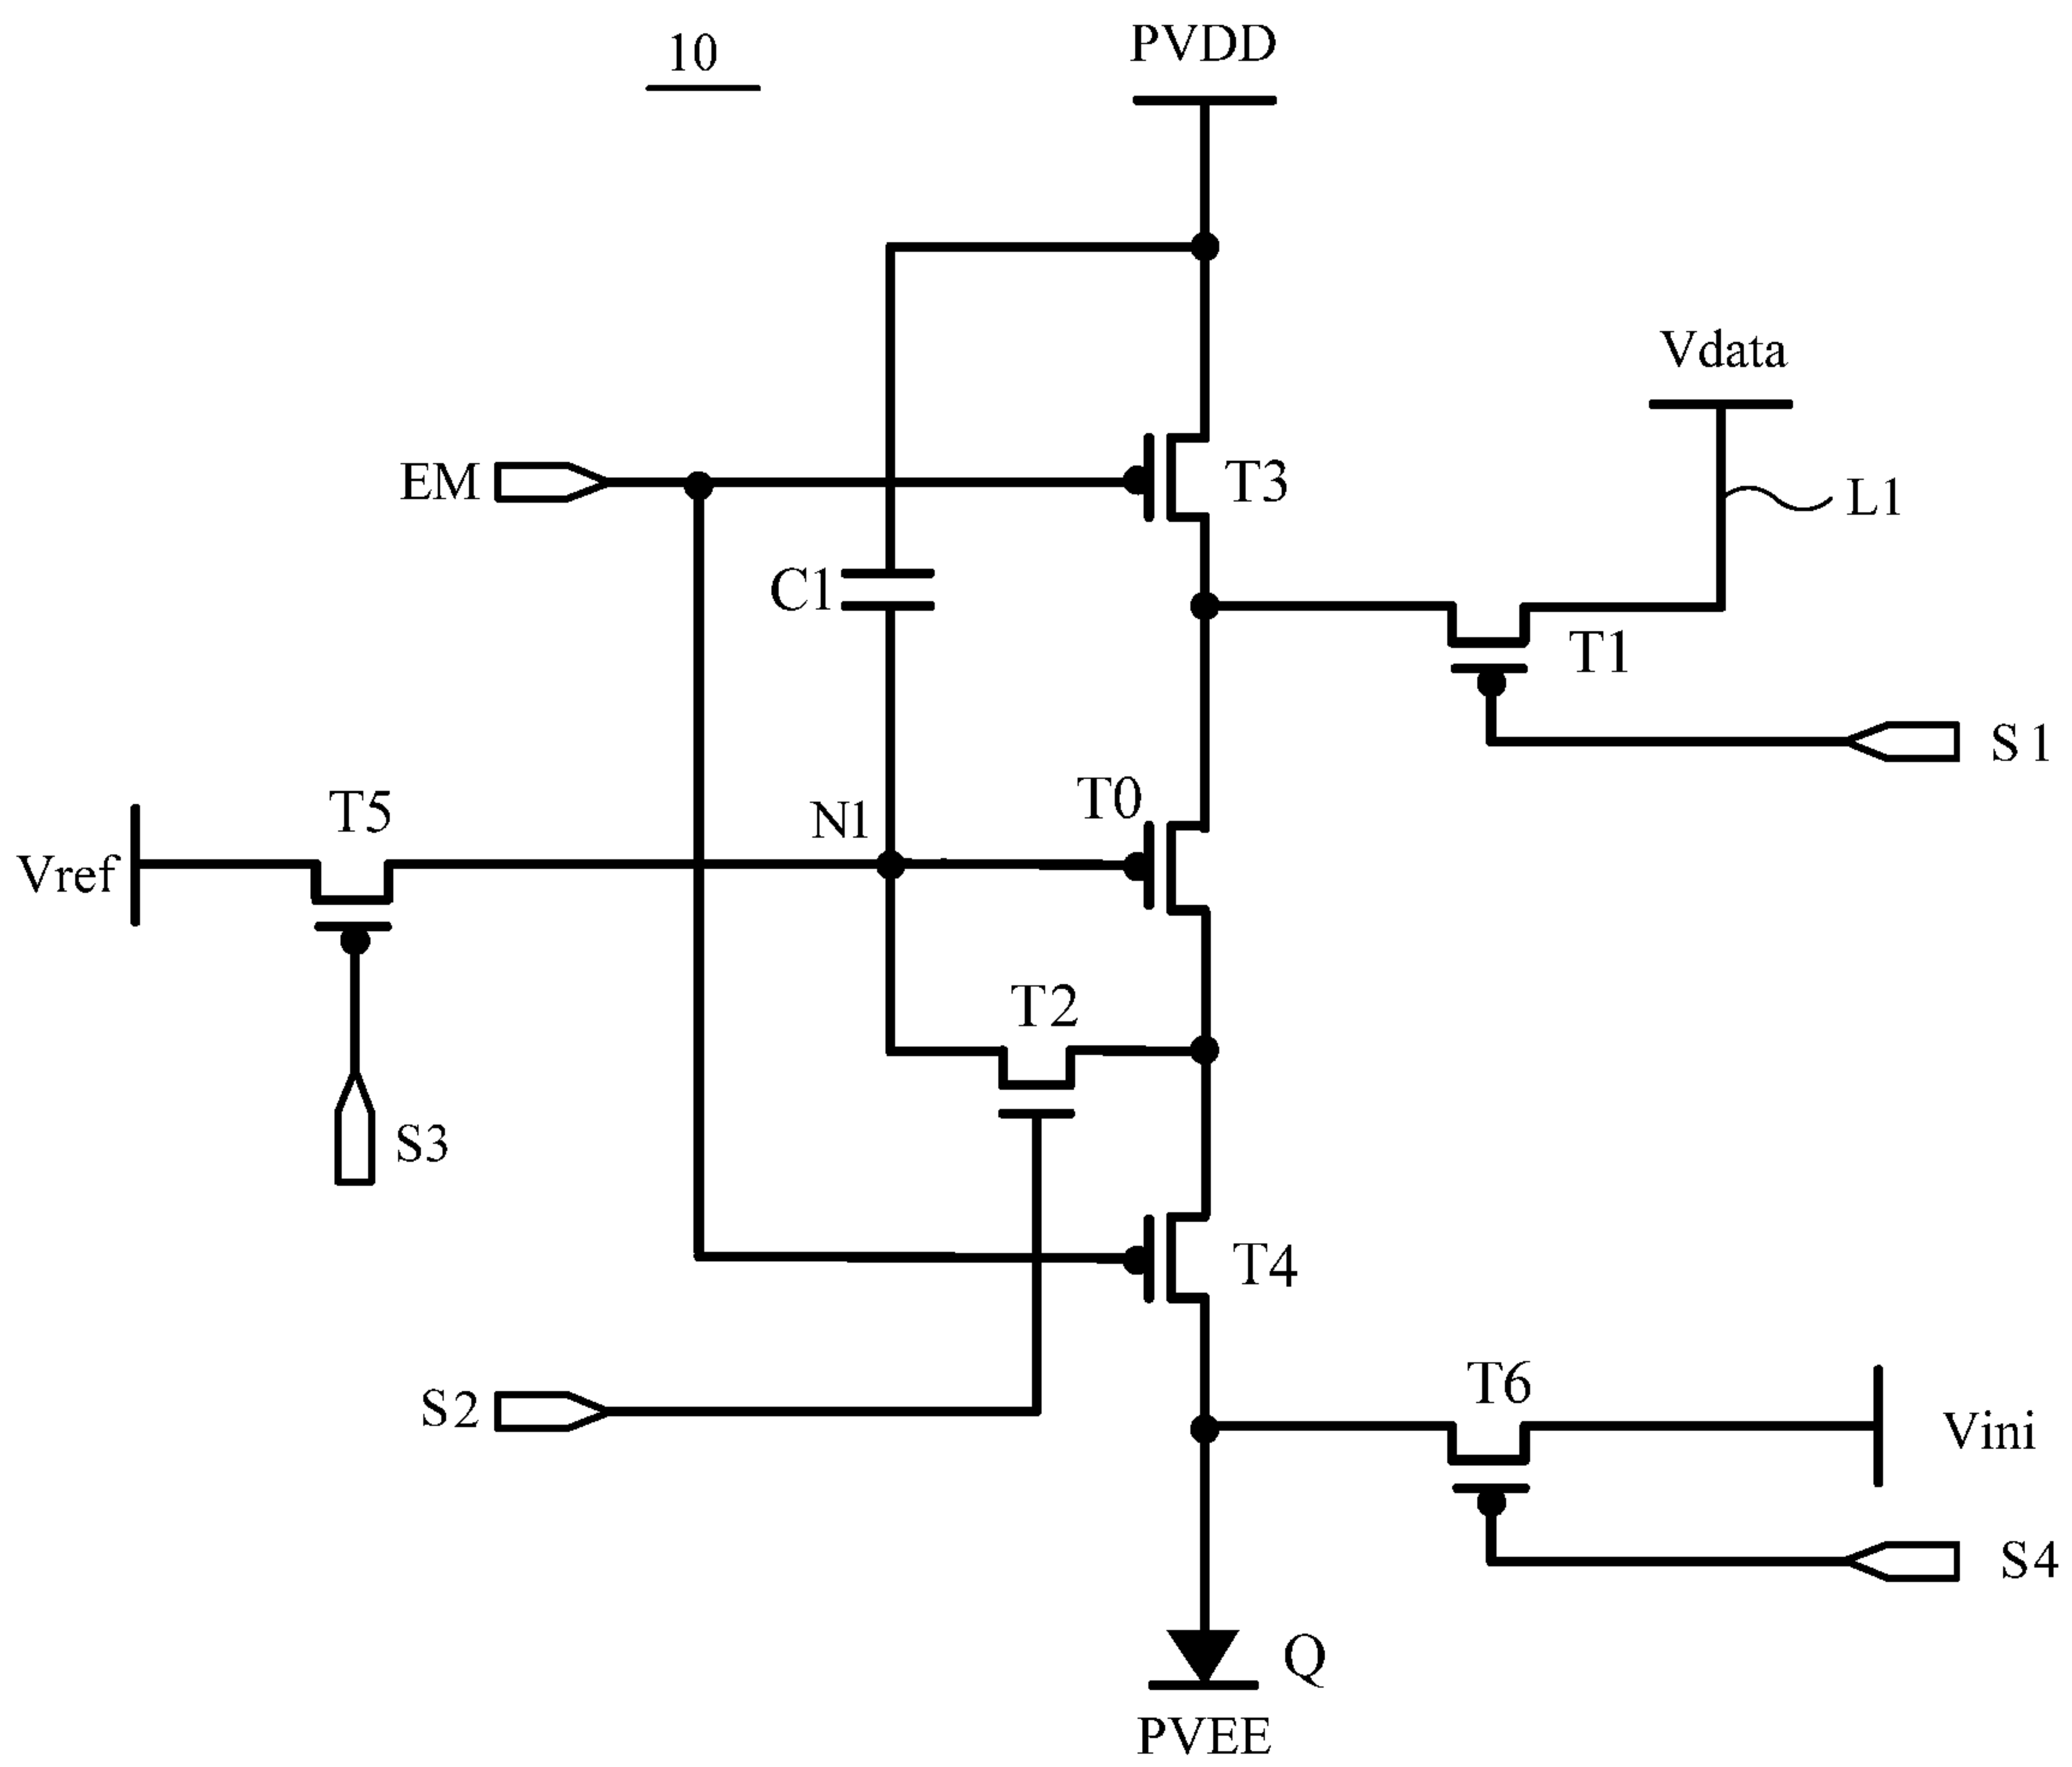 10
PVDD
Vdata
EM
T3
L1
C1
T1
S1
T0
T5
N1
Vref
T2
S3
T4
T6
S2
Vini
S4
Q
PVEE